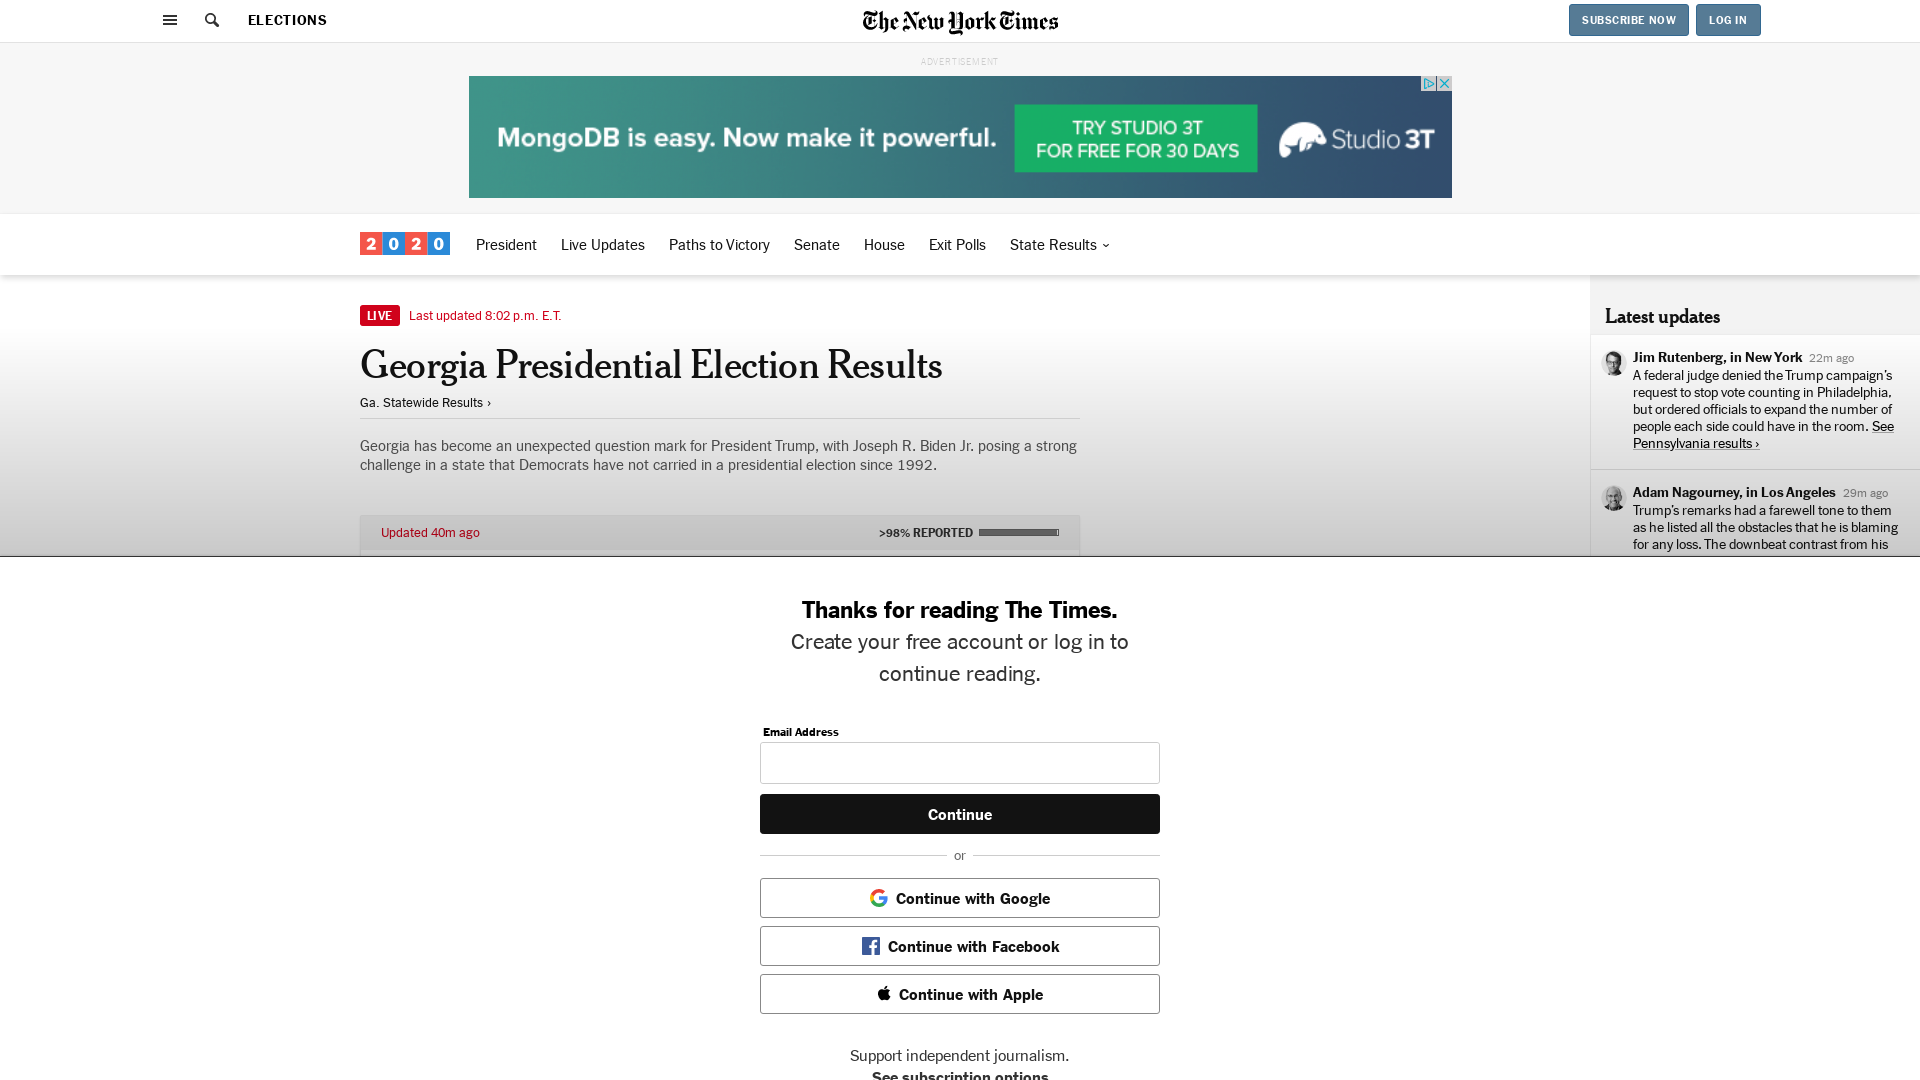 ELECTIONS
The New York Times
SUBSCRIBE NOW
LOG IN
ADVERTISEMENT
MongoDB is easy. Now make it powerful.
TRY STUDIO 3T
FOR FREE FOR 30 DAYS
Studio 3T
2020
President
Live Updates
Paths to Victory
Senate
House
Exit Polls
State Results
LIVE
Last updated 8:02 p.m. E.T.
Georgia Presidential Election Results
Ga. Statewide Results ›
Georgia has become an unexpected question mark for President Trump, with Joseph R. Biden Jr. posing a strong
challenge in a state that Democrats have not carried in a presidential election since 1992.
Updated 40m ago
>98% REPORTED
Latest updates
Jim Rutenberg, in New York 22m ago
A federal judge denied the Trump campaign’s
request to stop vote counting in Philadelphia,
but ordered officials to expand the number of
people each side could have in the room. See
Pennsylvania results ›
Adam Nagourney, in Los Angeles 29m ago
Trump’s remarks had a farewell tone to them
as he listed all the obstacles that he is blaming
for any loss. The downbeat contrast from his
Thanks for reading The Times.
Create your free account or log in to
continue reading.
Email Address
Continue
or
Continue with Google
Continue with Facebook
Continue with Apple
Support independent journalism.
See subscription options